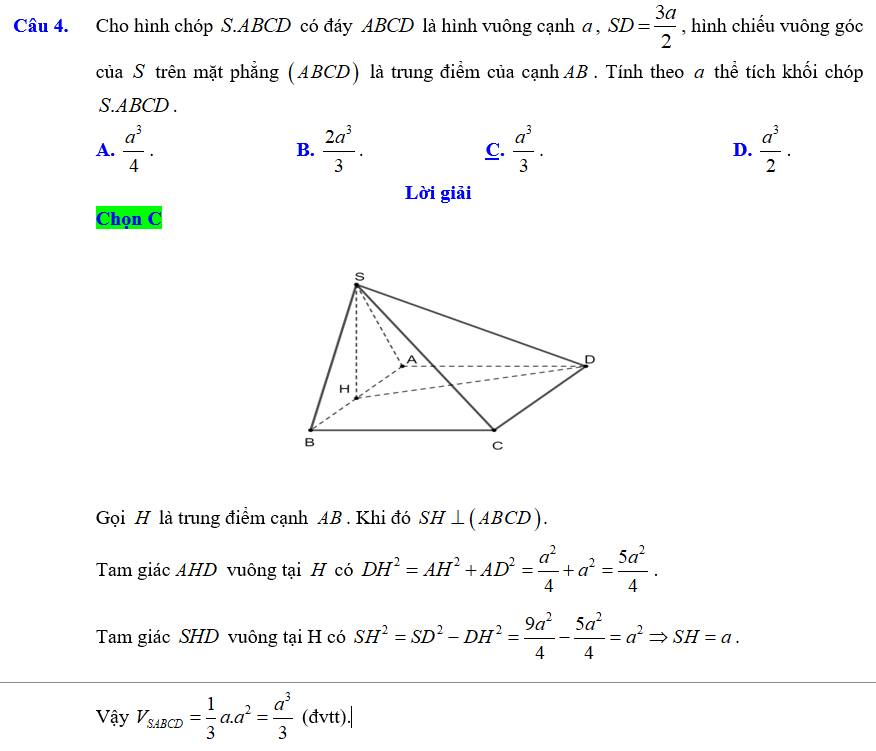 Câu 4. Cho hình chóp S.ABCD có đáy ABCD là hình vuông cạnh a, SD = 3a/2, hình chiếu vuông góc
của S trên mặt phẳng (ABCD) là trung điểm của cạnh AB. Tính theo a thể tích khối chóp
S.ABCD.
A. a³/4. B. 2a³/3. C. a³/3. D. a³/2.
Lời giải
Chọn C
S
A
D
H
B
C
Gọi H là trung điểm cạnh AB. Khi đó SH ⊥ (ABCD).
Tam giác AHD vuông tại H có DH² = AH² + AD² = a²/4 + a² = 5a²/4.
Tam giác SHD vuông tại H có SH² = SD² − DH² = 9a²/4 − 5a²/4 = a² ⇒ SH = a.
Vậy V_SABCD = 1/3 a.a² = a³/3 (đvtt).